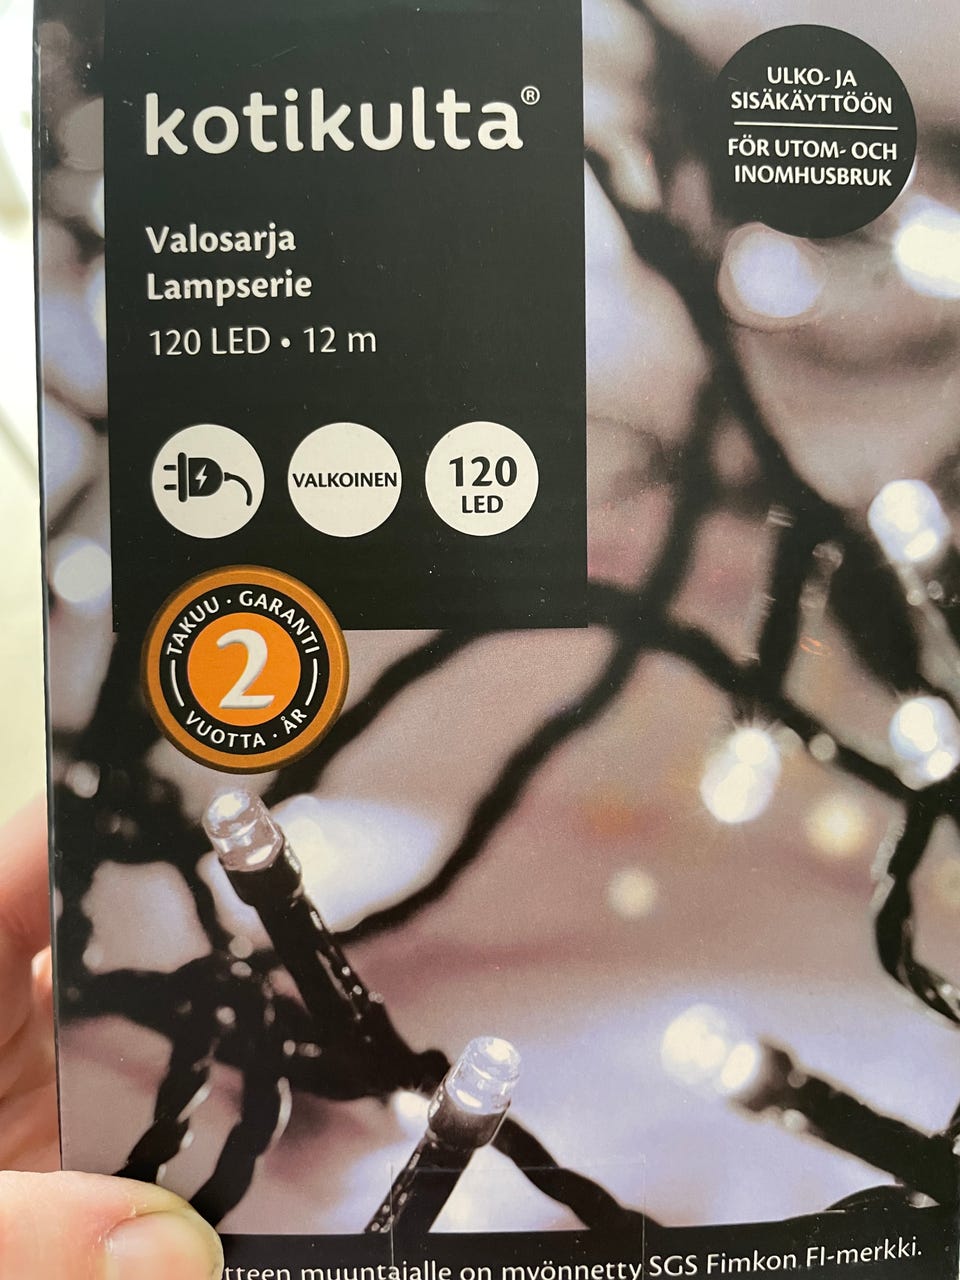 kotikulta®
ULKO- JA
SISÄKÄYTTÖÖN
FÖR UTOM- OCH
INOMHUSBRUK
Valosarja
Lampserie
120 LED • 12 m
VALKOINEN
120
LED
TAKUU · GARANTI
2
VUOTTA · ÅR
muuntajalle on myönnetty SGS Fimkon FI-merkki.